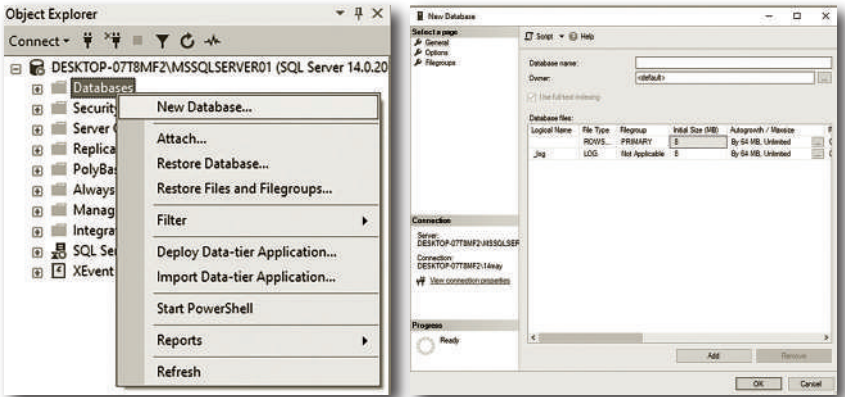 Object Explorer
Connect
DESKTOP-07T8MF2\MSSQLSERVER01 (SQL Server 14.0.20
Databases
Securit
Server
Replica
PolyBa
Always
Manag
Integra
SQL Se
XEvent
New Database...
Attach...
Restore Database...
Restore Files and Filegroups...
Filter
Deploy Data-tier Application...
Import Data-tier Application...
Start PowerShell
Reports
Refresh
New Database
Select a page
General
Options
Filegroups
Script Help
Database name:
Owner: <default> ...
Use full-text indexing
Database files:
Logical Name File Type Filegroup Initial Size (MB) Autogrowth / Maxsize
ROWS... PRIMARY 8 By 64 MB, Unlimited ...
_log LOG Not Applicable 8 By 64 MB, Unlimited ...
Connection
Server:
DESKTOP-07T8MF2\MSSQLSER
Connection:
DESKTOP-07T8MF2\14may
View connection properties
Progress
Ready
Add Remove
OK Cancel